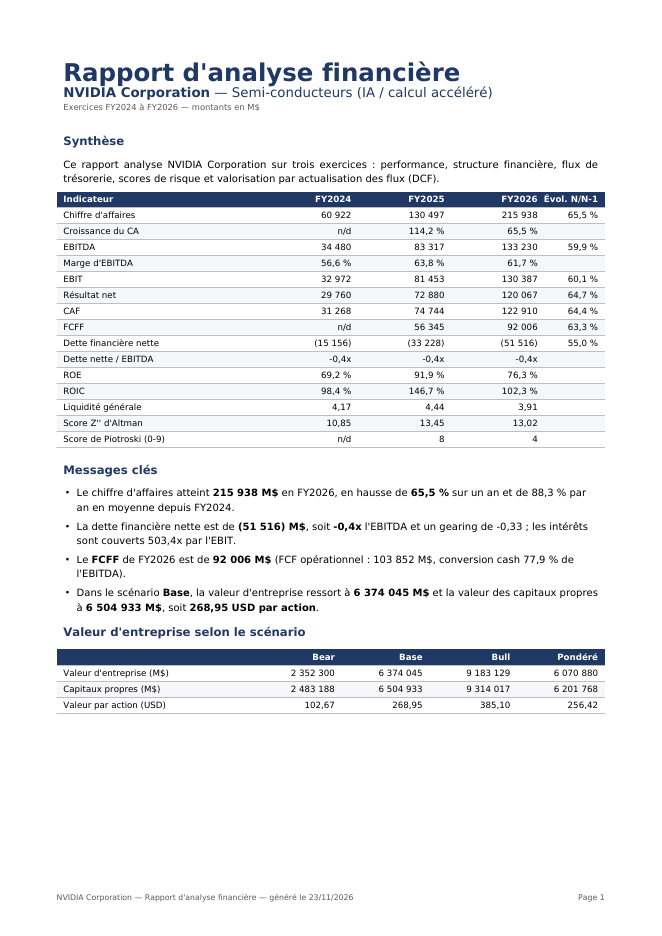 Rapport d'analyse financière
NVIDIA Corporation — Semi-conducteurs (IA / calcul accéléré)
Exercices FY2024 à FY2026 — montants en M$
Synthèse
Ce rapport analyse NVIDIA Corporation sur trois exercices : performance, structure financière, flux de
trésorerie, scores de risque et valorisation par actualisation des flux (DCF).
Indicateur FY2024 FY2025 FY2026 Évol. N/N-1
Chiffre d'affaires 60 922 130 497 215 938 65,5 %
Croissance du CA n/d 114,2 % 65,5 %
EBITDA 34 480 83 317 133 230 59,9 %
Marge d'EBITDA 56,6 % 63,8 % 61,7 %
EBIT 32 972 81 453 130 387 60,1 %
Résultat net 29 760 72 880 120 067 64,7 %
CAF 31 268 74 744 122 910 64,4 %
FCFF n/d 56 345 92 006 63,3 %
Dette financière nette (15 156) (33 228) (51 516) 55,0 %
Dette nette / EBITDA -0,4x -0,4x -0,4x
ROE 69,2 % 91,9 % 76,3 %
ROIC 98,4 % 146,7 % 102,3 %
Liquidité générale 4,17 4,44 3,91
Score Z'' d'Altman 10,85 13,45 13,02
Score de Piotroski (0-9) n/d 8 4
Messages clés
• Le chiffre d'affaires atteint 215 938 M$ en FY2026, en hausse de 65,5 % sur un an et de 88,3 % par
an en moyenne depuis FY2024.
• La dette financière nette est de (51 516) M$, soit -0,4x l'EBITDA et un gearing de -0,33 ; les intérêts
sont couverts 503,4x par l'EBIT.
• Le FCFF de FY2026 est de 92 006 M$ (FCF opérationnel : 103 852 M$, conversion cash 77,9 % de
l'EBITDA).
• Dans le scénario Base, la valeur d'entreprise ressort à 6 374 045 M$ et la valeur des capitaux propres
à 6 504 933 M$, soit 268,95 USD par action.
Valeur d'entreprise selon le scénario
Bear Base Bull Pondéré
Valeur d'entreprise (M$) 2 352 300 6 374 045 9 183 129 6 070 880
Capitaux propres (M$) 2 483 188 6 504 933 9 314 017 6 201 768
Valeur par action (USD) 102,67 268,95 385,10 256,42
NVIDIA Corporation — Rapport d'analyse financière — généré le 23/11/2026 Page 1